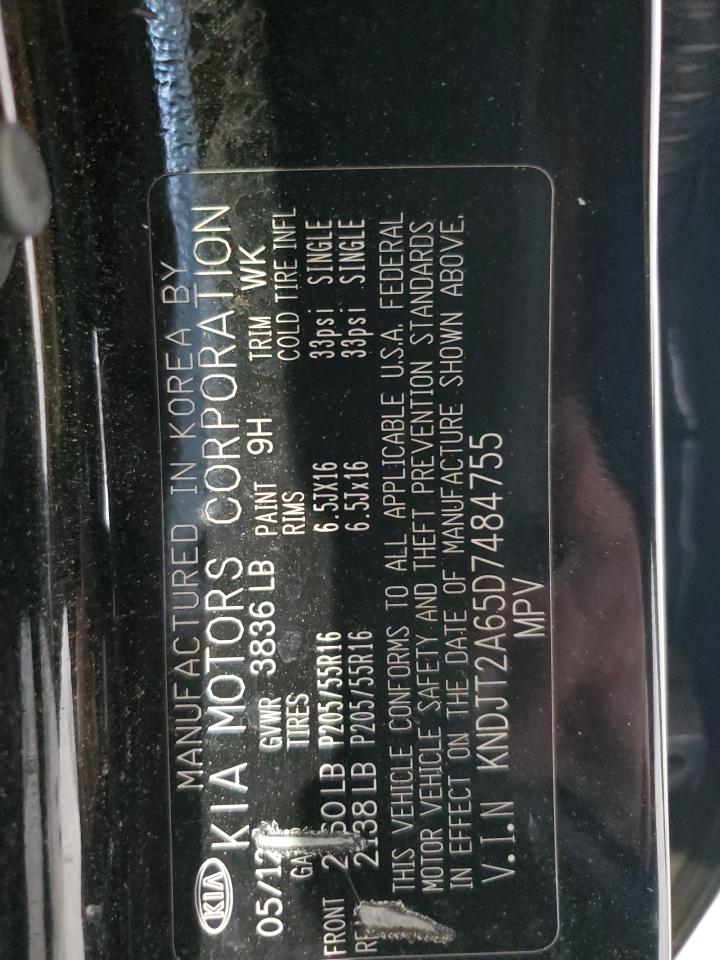 MANUFACTURED IN KOREA BY
KIA KIA MOTORS CORPORATION
05/12 GVWR 3836 LB PAINT 9H TRIM WK
TIRES RIMS COLD TIRE INFL
FRONT LB P205/55R16 6.5JX16 33psi SINGLE
LB P205/55R16 6.5Jx16 33psi SINGLE
THIS VEHICLE CONFORMS TO ALL APPLICABLE U.S.A. FEDERAL
MOTOR VEHICLE SAFETY AND THEFT PREVENTION STANDARDS
IN EFFECT ON THE DATE OF MANUFACTURE SHOWN ABOVE.
V.I.N KNDJT2A65D7484755
MPV